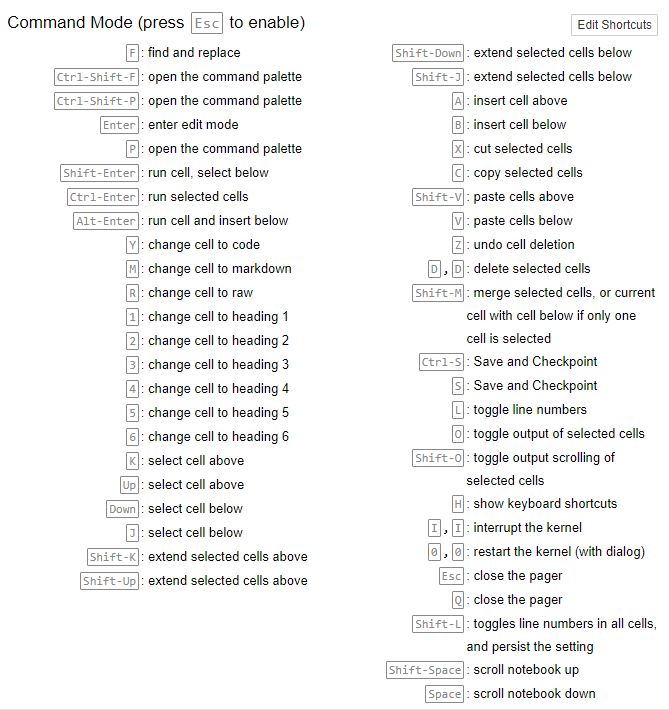 Command Mode (press Esc to enable)
Edit Shortcuts
F : find and replace
Ctrl-Shift-F : open the command palette
Ctrl-Shift-P : open the command palette
Enter : enter edit mode
P : open the command palette
Shift-Enter : run cell, select below
Ctrl-Enter : run selected cells
Alt-Enter : run cell and insert below
Y : change cell to code
M : change cell to markdown
R : change cell to raw
1 : change cell to heading 1
2 : change cell to heading 2
3 : change cell to heading 3
4 : change cell to heading 4
5 : change cell to heading 5
6 : change cell to heading 6
K : select cell above
Up : select cell above
Down : select cell below
J : select cell below
Shift-K : extend selected cells above
Shift-Up : extend selected cells above
Shift-Down : extend selected cells below
Shift-J : extend selected cells below
A : insert cell above
B : insert cell below
X : cut selected cells
C : copy selected cells
Shift-V : paste cells above
V : paste cells below
Z : undo cell deletion
D , D : delete selected cells
Shift-M : merge selected cells, or current
cell with cell below if only one
cell is selected
Ctrl-S : Save and Checkpoint
S : Save and Checkpoint
L : toggle line numbers
O : toggle output of selected cells
Shift-O : toggle output scrolling of
selected cells
H : show keyboard shortcuts
I , I : interrupt the kernel
0 , 0 : restart the kernel (with dialog)
Esc : close the pager
Q : close the pager
Shift-L : toggles line numbers in all cells,
and persist the setting
Shift-Space : scroll notebook up
Space : scroll notebook down